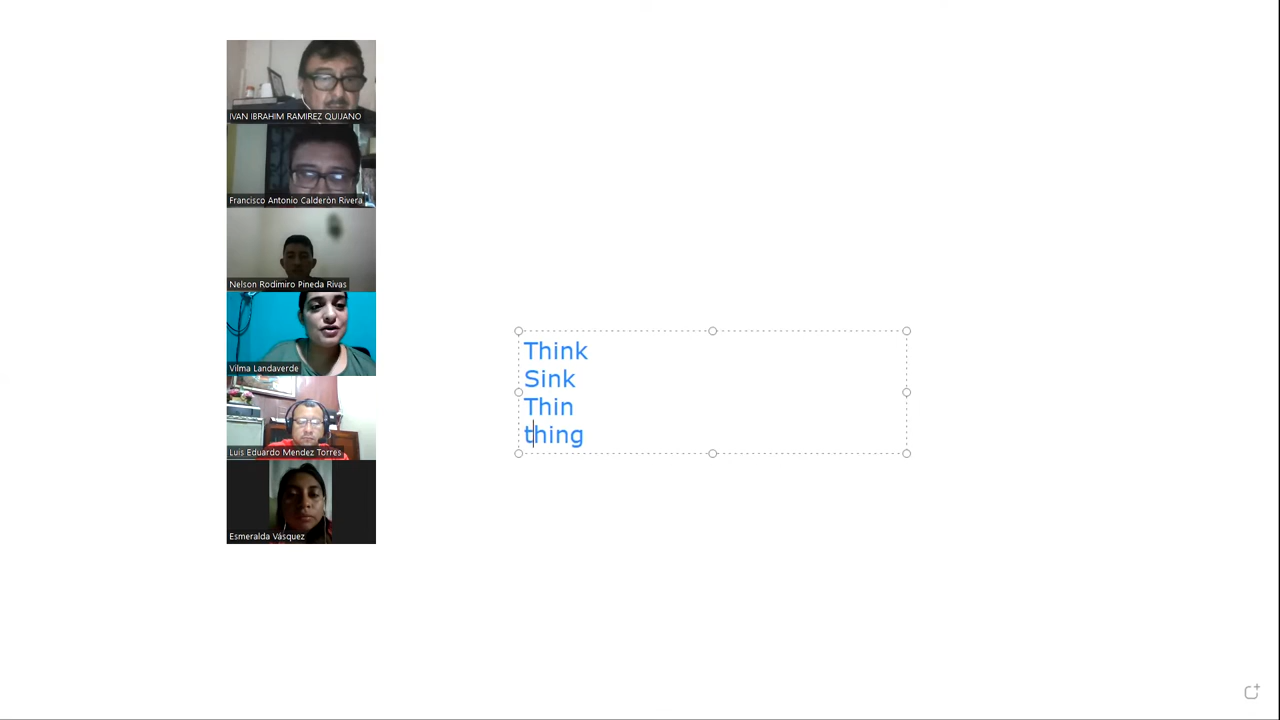 IVAN IBRAHIM RAMIREZ QUIJANO
Francisco Antonio Calderón Rivera
Nelson Rodimiro Pineda Rivas
Vilma Landaverde
Luis Eduardo Mendez Torres
Esmeralda Vásquez
Think
Sink
Thin
thing